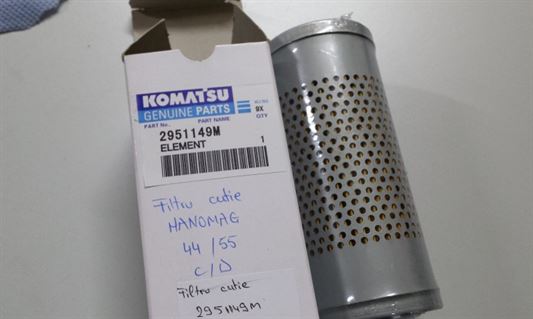 KOMATSU
GENUINE PARTS
9X
PART No. PART NAME QTY
2951149M
ELEMENT 1
Filtru cutie
HANOMAG
44/55
C/D
Filtru cutie
2951149M